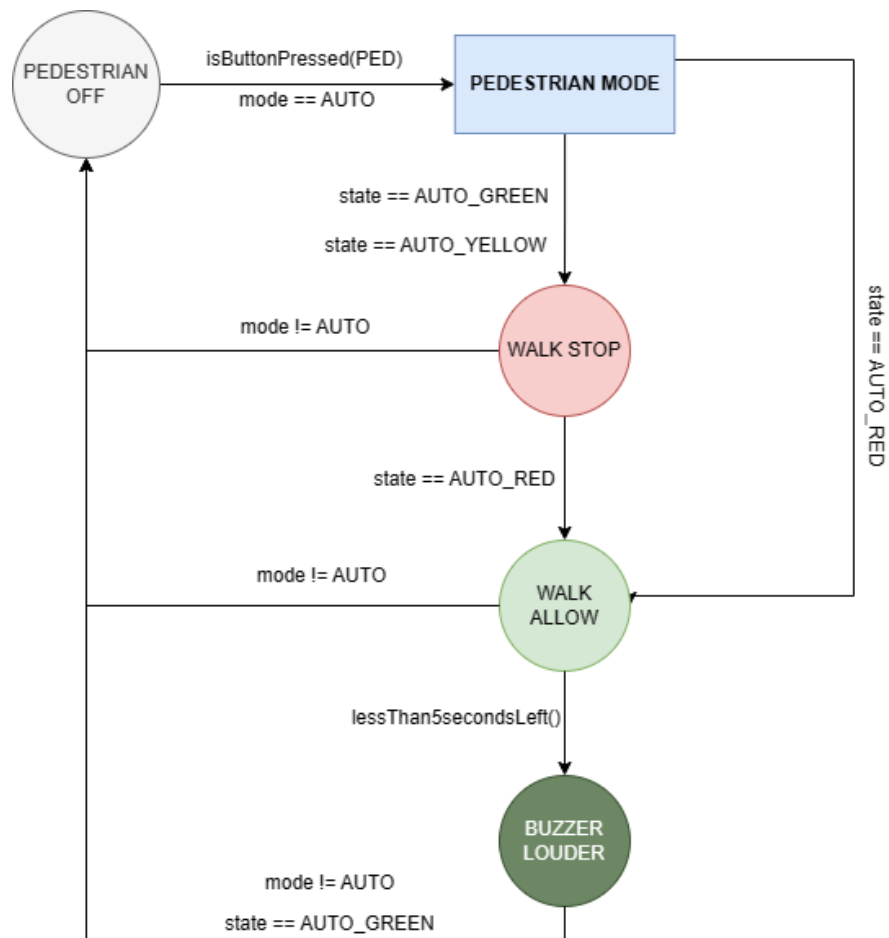 PEDESTRIAN
OFF
isButtonPressed(PED)
mode == AUTO
PEDESTRIAN MODE
state == AUTO_GREEN
state == AUTO_YELLOW
state == AUTO_RED
mode != AUTO
WALK STOP
state == AUTO_RED
mode != AUTO
WALK
ALLOW
lessThan5secondsLeft()
BUZZER
LOUDER
mode != AUTO
state == AUTO_GREEN